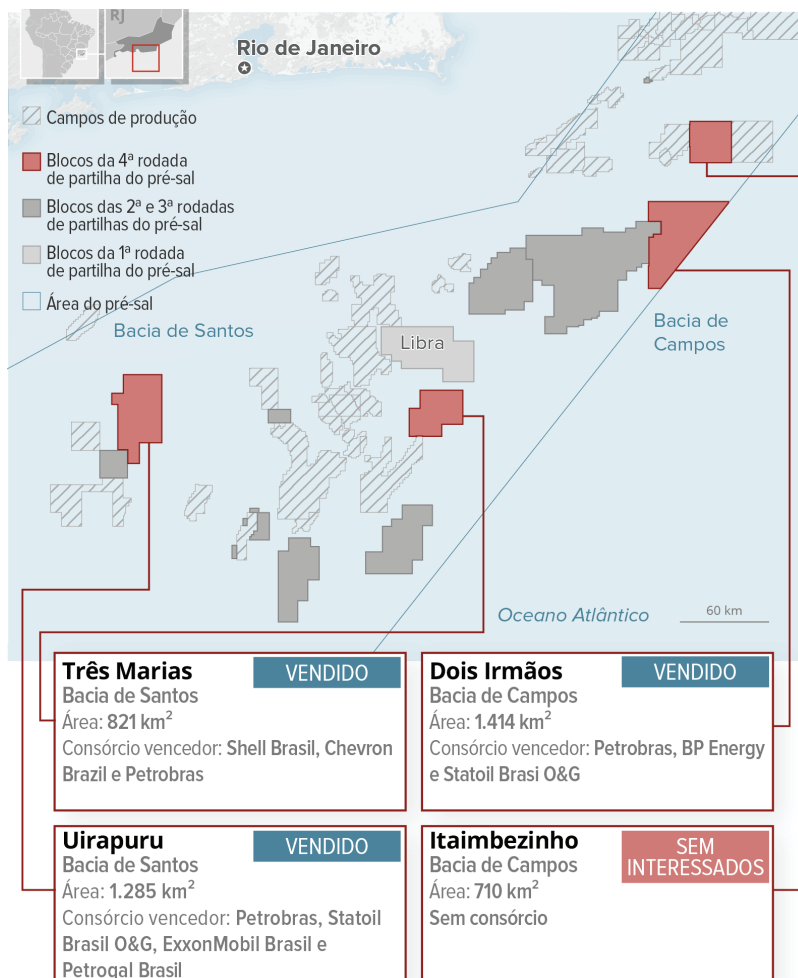 RJ
Rio de Janeiro
Campos de produção
Blocos da 4ª rodada
de partilha do pré-sal
Blocos das 2ª e 3ª rodadas
de partilhas do pré-sal
Blocos da 1ª rodada
de partilha do pré-sal
Área do pré-sal
Bacia de Santos
Libra
Bacia de
Campos
Oceano Atlântico
60 km
Três Marias
VENDIDO
Bacia de Santos
Área: 821 km²
Consórcio vencedor: Shell Brasil, Chevron
Brazil e Petrobras
Dois Irmãos
VENDIDO
Bacia de Campos
Área: 1.414 km²
Consórcio vencedor: Petrobras, BP Energy
e Statoil Brasi O&G
Uirapuru
VENDIDO
Bacia de Santos
Área: 1.285 km²
Consórcio vencedor: Petrobras, Statoil
Brasil O&G, ExxonMobil Brasil e
Petrogal Brasil
Itaimbezinho
SEM
INTERESSADOS
Bacia de Campos
Área: 710 km²
Sem consórcio